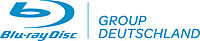 Blu-ray Disc
GROUP
DEUTSCHLAND